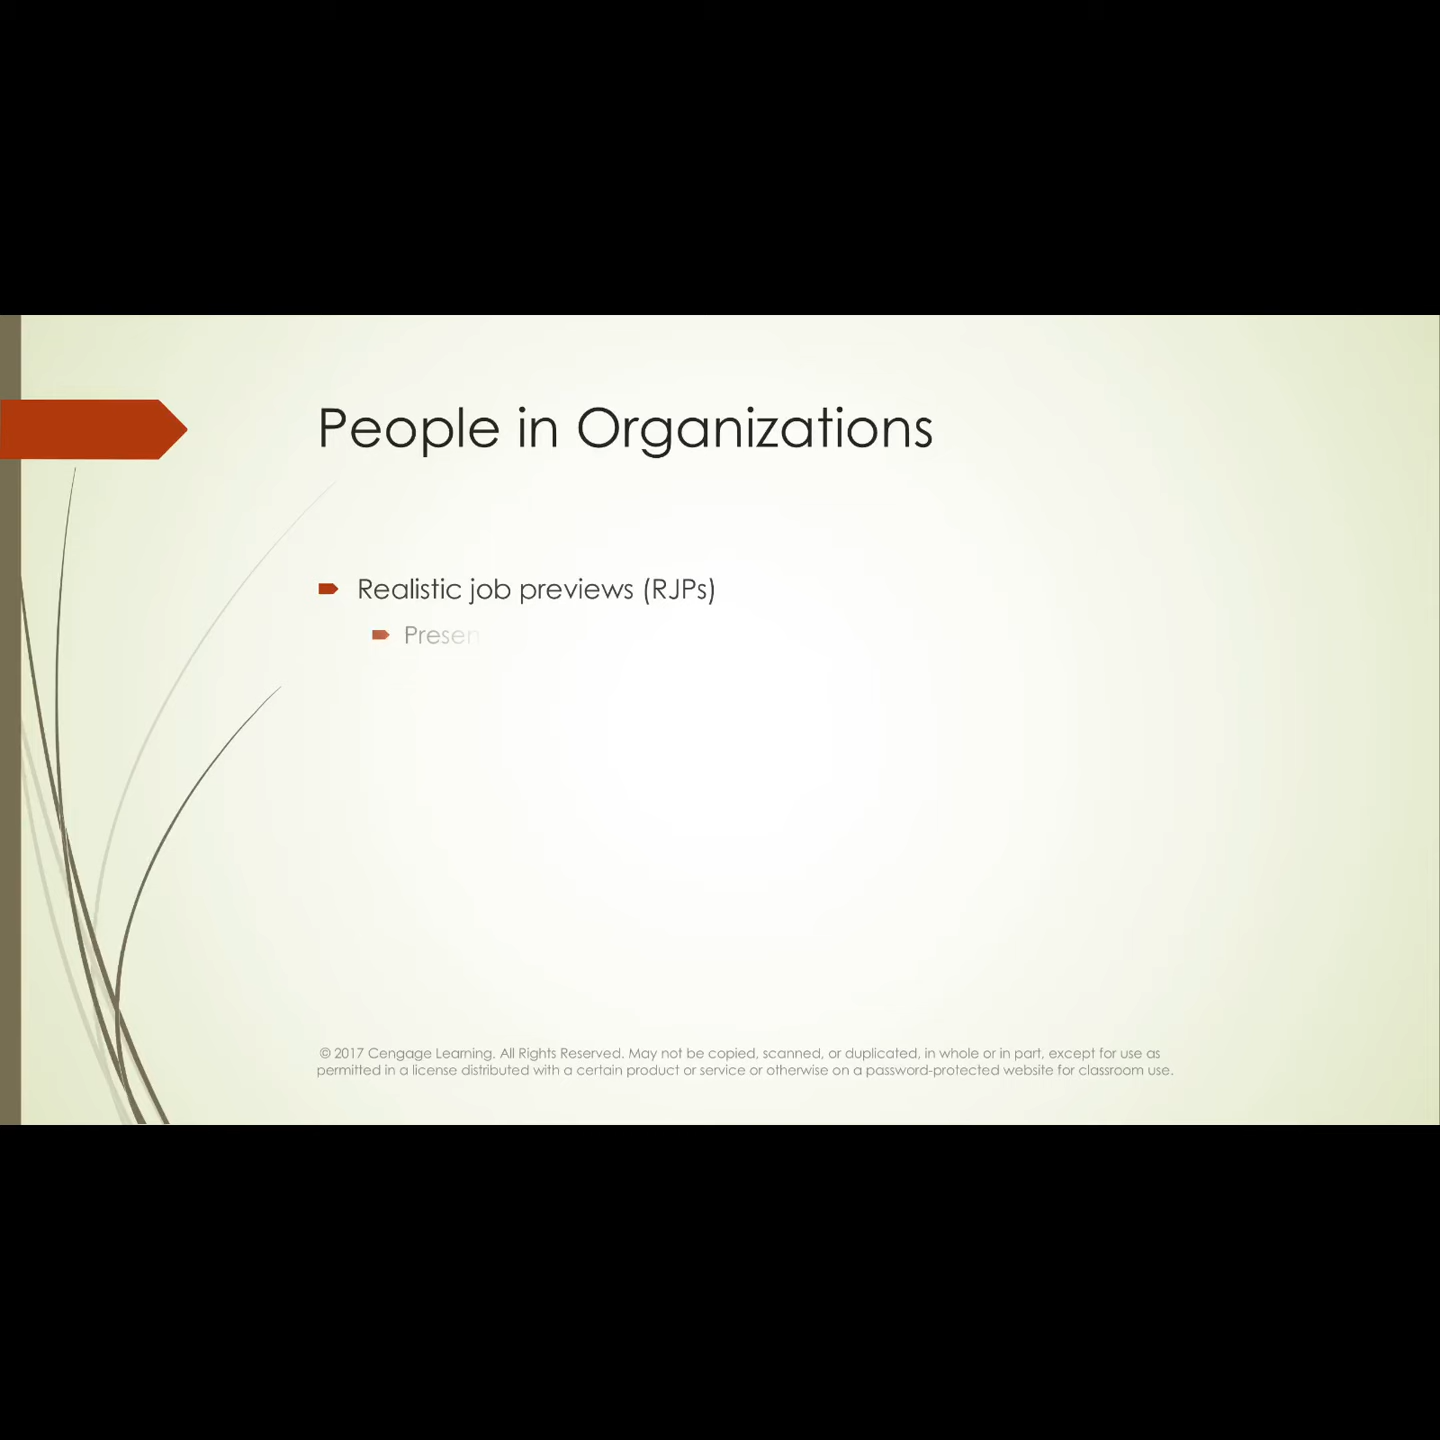 People in Organizations
Realistic job previews (RJPs)
Presen
© 2017 Cengage Learning. All Rights Reserved. May not be copied, scanned, or duplicated, in whole or in part, except for use as
permitted in a license distributed with a certain product or service or otherwise on a password-protected website for classroom use.